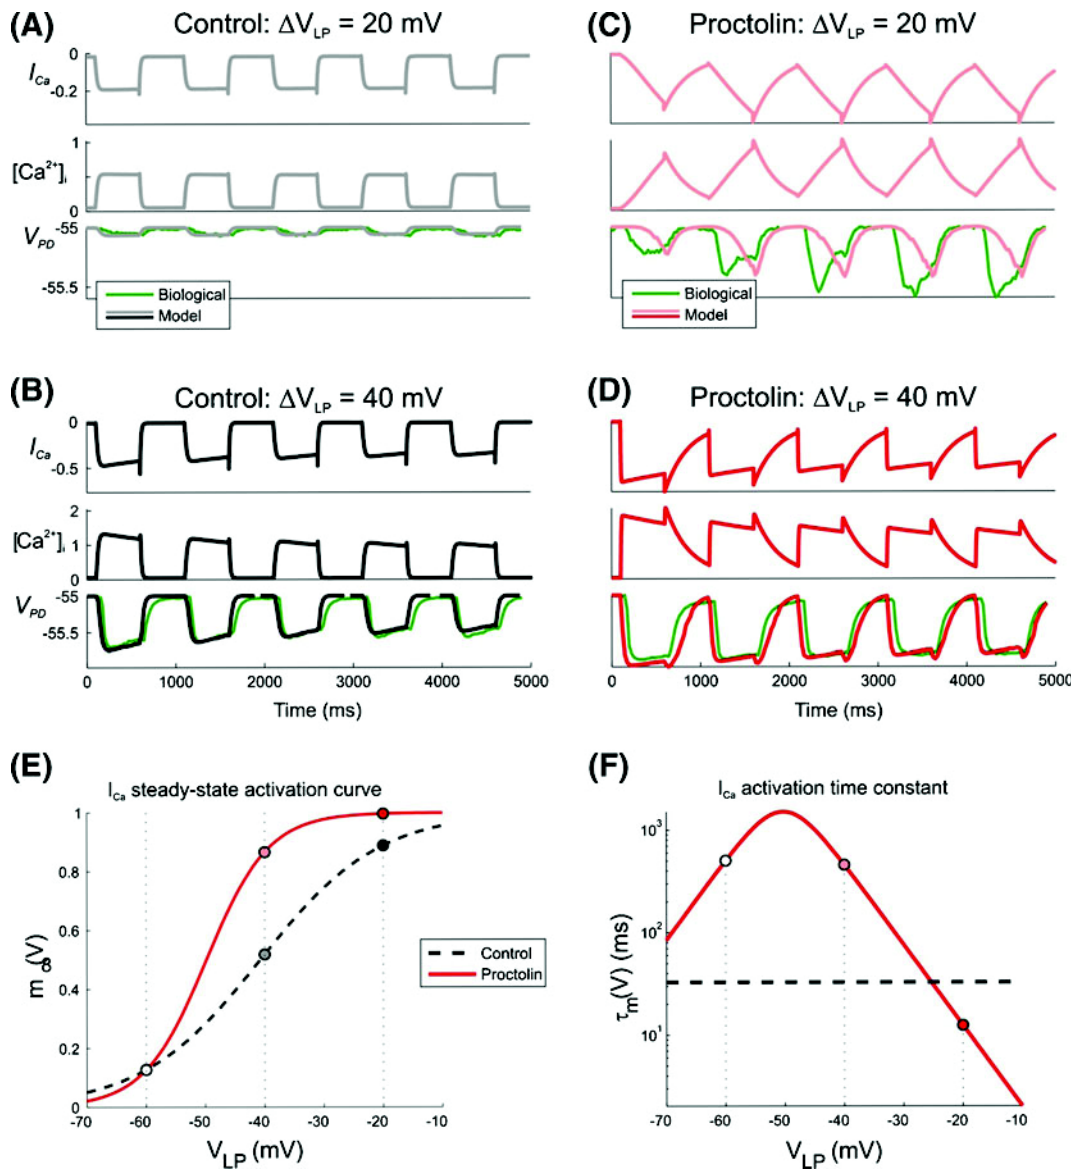 (A) Control: ΔV_LP = 20 mV
I_Ca
0
-0.2
[Ca²⁺]_i
1
0
V_PD
-55
-55.5
Biological
Model
(C) Proctolin: ΔV_LP = 20 mV
Biological
Model
(B) Control: ΔV_LP = 40 mV
I_Ca
0
-0.5
[Ca²⁺]_i
2
1
0
V_PD
-55
-55.5
0 1000 2000 3000 4000 5000
Time (ms)
(D) Proctolin: ΔV_LP = 40 mV
0 1000 2000 3000 4000 5000
Time (ms)
(E)
I_Ca steady-state activation curve
1
0.8
0.6
0.4
0.2
0
m_∞(V)
-70 -60 -50 -40 -30 -20 -10
V_LP (mV)
Control
Proctolin
(F)
I_Ca activation time constant
10³
10²
10¹
τ_m(V) (ms)
-70 -60 -50 -40 -30 -20 -10
V_LP (mV)